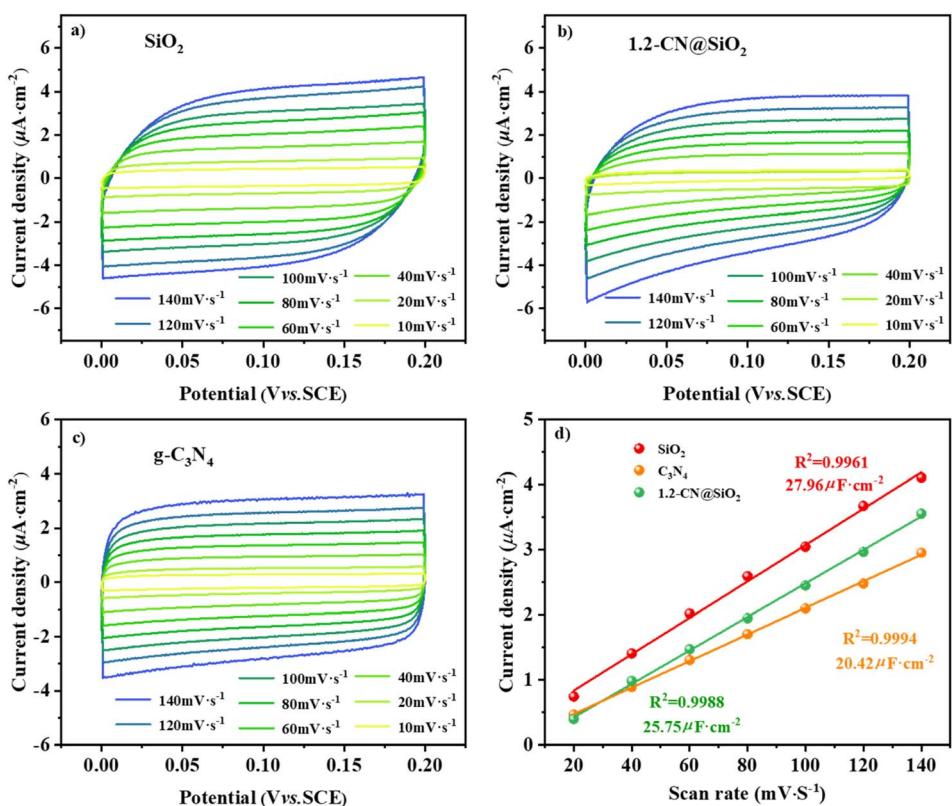 a)
SiO₂
6
4
2
0
-2
-4
-6
Current density (μA·cm⁻²)
140mV·s⁻¹
120mV·s⁻¹
100mV·s⁻¹
80mV·s⁻¹
60mV·s⁻¹
40mV·s⁻¹
20mV·s⁻¹
10mV·s⁻¹
0.00 0.05 0.10 0.15 0.20
Potential (Vvs.SCE)
b)
1.2-CN@SiO₂
6
4
2
0
-2
-4
-6
Current density (μA·cm⁻²)
140mV·s⁻¹
120mV·s⁻¹
100mV·s⁻¹
80mV·s⁻¹
60mV·s⁻¹
40mV·s⁻¹
20mV·s⁻¹
10mV·s⁻¹
0.00 0.05 0.10 0.15 0.20
Potential (Vvs.SCE)
c)
g-C₃N₄
6
4
2
0
-2
-4
-6
Current density (μA·cm⁻²)
140mV·s⁻¹
120mV·s⁻¹
100mV·s⁻¹
80mV·s⁻¹
60mV·s⁻¹
40mV·s⁻¹
20mV·s⁻¹
10mV·s⁻¹
0.00 0.05 0.10 0.15 0.20
Potential (Vvs.SCE)
d)
SiO₂
C₃N₄
1.2-CN@SiO₂
R²=0.9961
27.96μF·cm⁻²
R²=0.9994
20.42μF·cm⁻²
R²=0.9988
25.75μF·cm⁻²
5
4
3
2
1
0
Current density (μA·cm⁻²)
20 40 60 80 100 120 140
Scan rate (mV·S⁻¹)